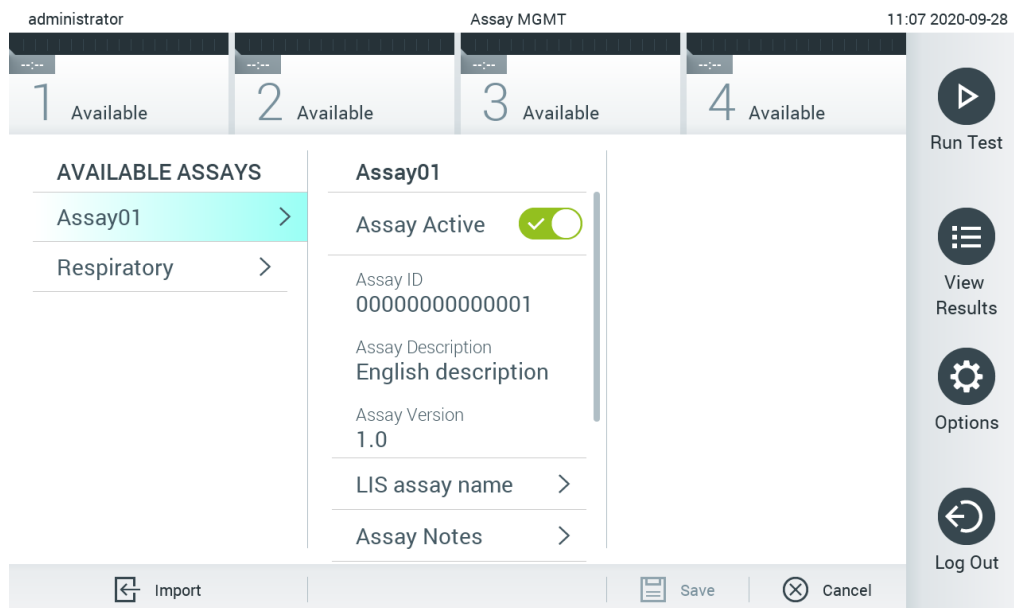 administrator
Assay MGMT
11:07 2020-09-28
--:--
--:--
--:--
--:--
1 Available
2 Available
3 Available
4 Available
Run Test
View
Results
Options
Log Out
AVAILABLE ASSAYS
Assay01
Respiratory
Assay01
Assay Active
Assay ID
00000000000001
Assay Description
English description
Assay Version
1.0
LIS assay name
Assay Notes
Import
Save
Cancel